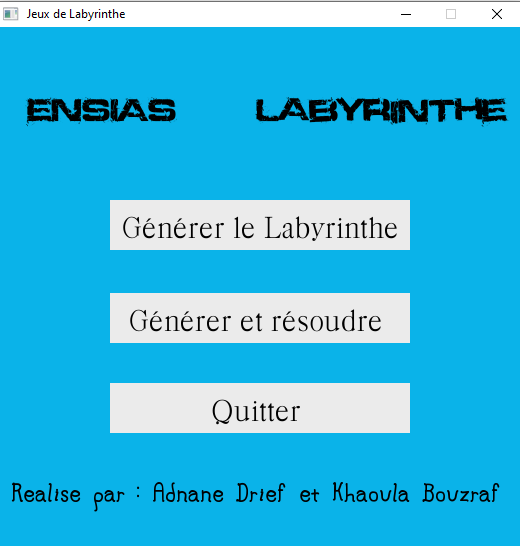 Jeux de Labyrinthe
ENSIAS LABYRINTHE
Générer le Labyrinthe
Générer et résoudre
Quitter
Realise par : Adnane Drief et Khaoula Bouzraf